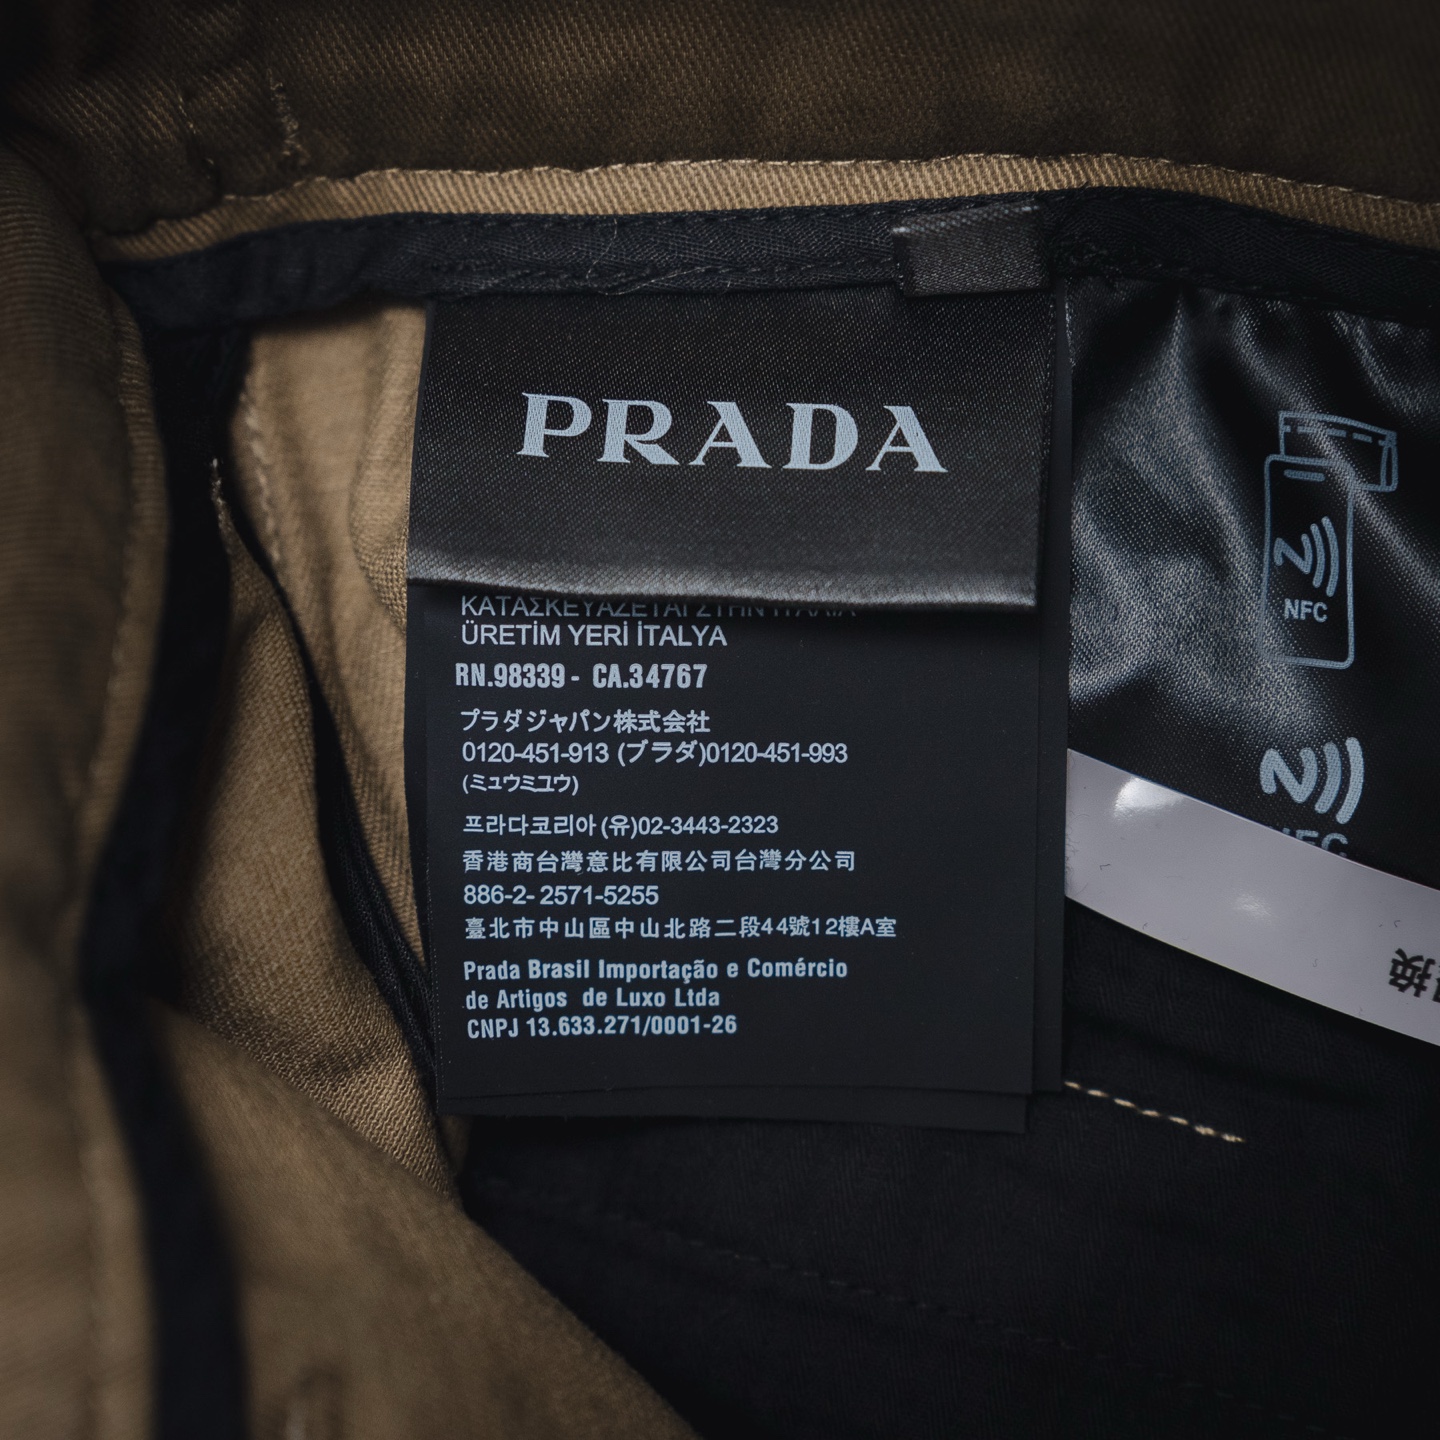 PRADA
ΚΑΤΑΣΚΕΥΑΖΕΤΑΙ ΣΤΗΝ ΙΤΑΛΙΑ
ÜRETİM YERİ İTALYA
RN.98339 - CA.34767
プラダジャパン株式会社
0120-451-913 (プラダ)0120-451-993
(ミュウミュウ)
프라다코리아(유)02-3443-2323
香港商台灣意比有限公司台灣分公司
886-2- 2571-5255
臺北市中山區中山北路二段44號12樓A室
Prada Brasil Importação e Comércio
de Artigos de Luxo Ltda
CNPJ 13.633.271/0001-26
NFC
NFC
换